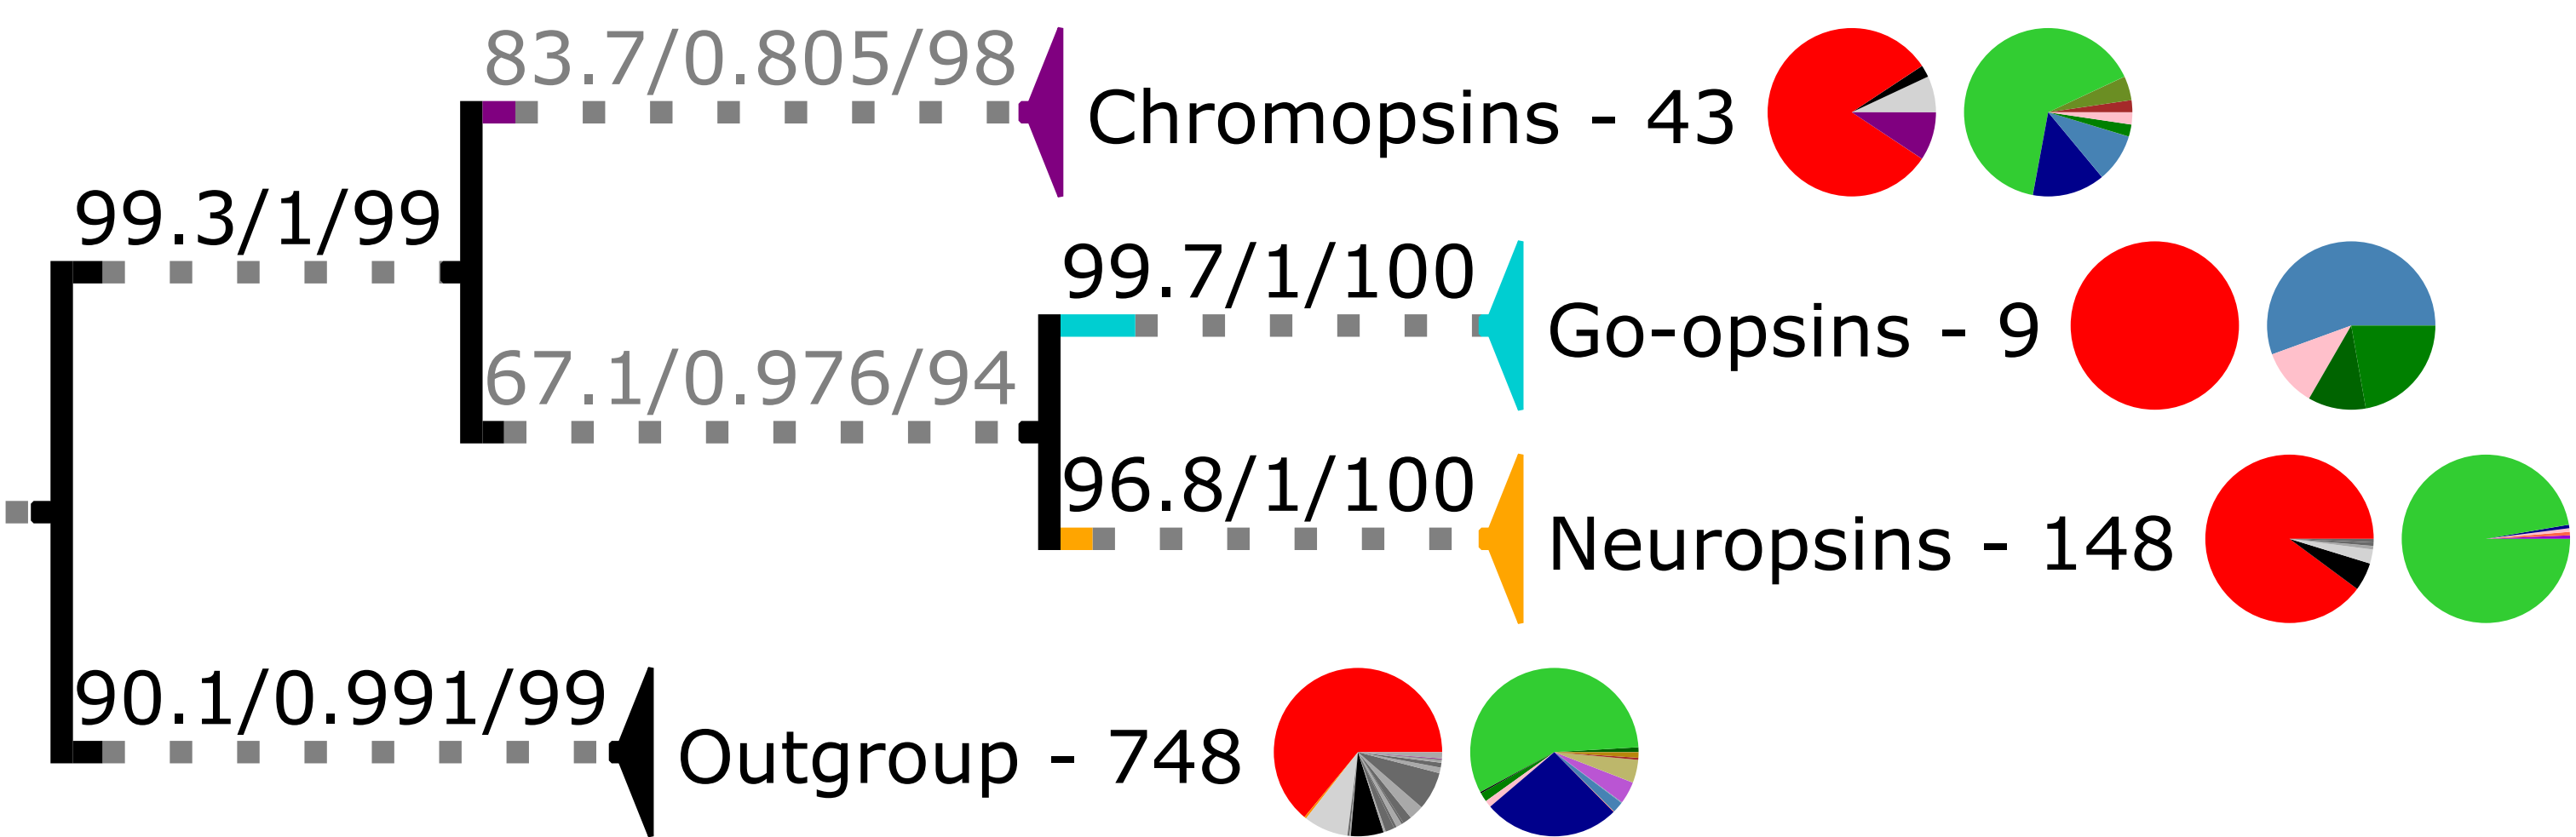 83.7/0.805/98
Chromopsins - 43
99.3/1/99
99.7/1/100
Go-opsins - 9
67.1/0.976/94
96.8/1/100
Neuropsins - 148
90.1/0.991/99
Outgroup - 748